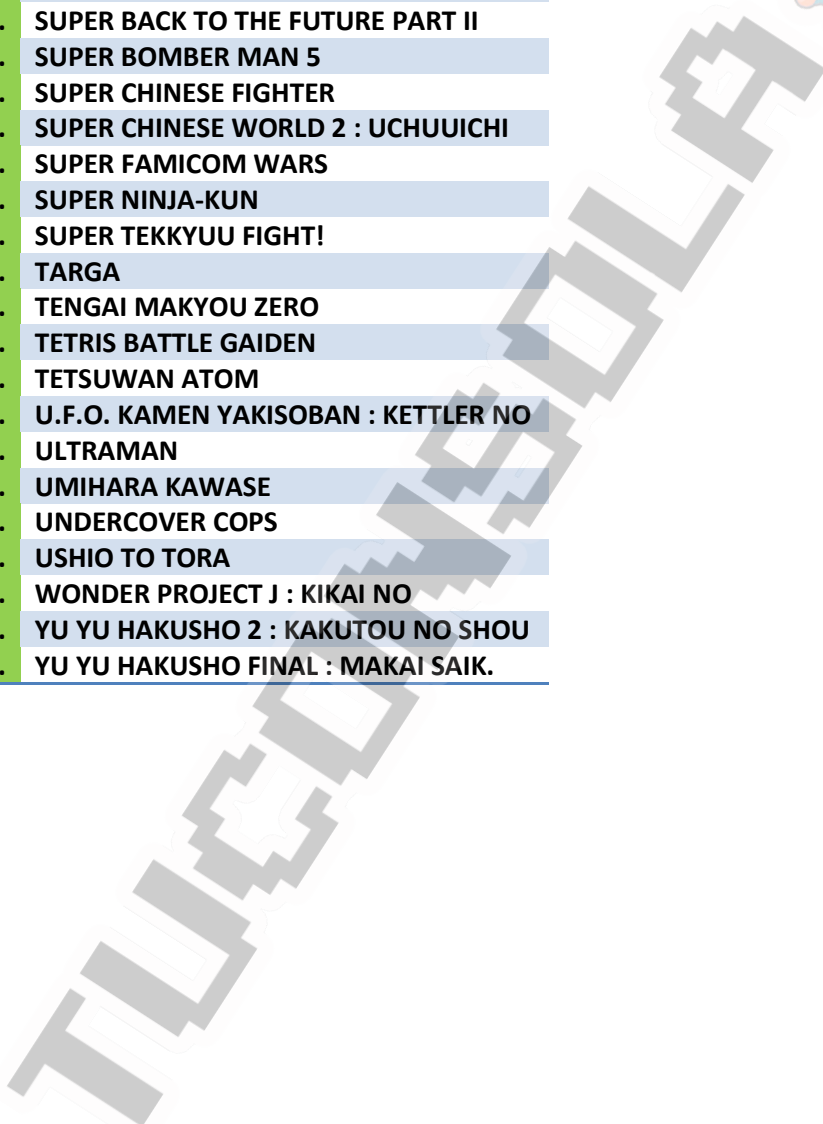 . SUPER BACK TO THE FUTURE PART II
. SUPER BOMBER MAN 5
. SUPER CHINESE FIGHTER
. SUPER CHINESE WORLD 2 : UCHUUICHI
. SUPER FAMICOM WARS
. SUPER NINJA-KUN
. SUPER TEKKYUU FIGHT!
. TARGA
. TENGAI MAKYOU ZERO
. TETRIS BATTLE GAIDEN
. TETSUWAN ATOM
. U.F.O. KAMEN YAKISOBAN : KETTLER NO
. ULTRAMAN
. UMIHARA KAWASE
. UNDERCOVER COPS
. USHIO TO TORA
. WONDER PROJECT J : KIKAI NO
. YU YU HAKUSHO 2 : KAKUTOU NO SHOU
. YU YU HAKUSHO FINAL : MAKAI SAIK.
TUCONSOLA